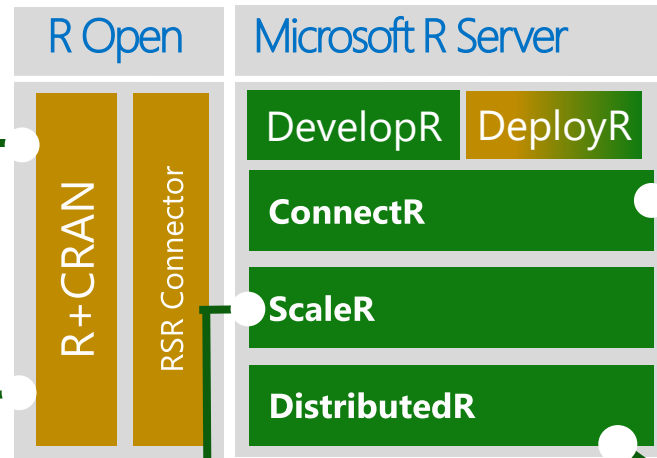 R Open
Microsoft R Server
R+CRAN
RSR Connector
DevelopR
DeployR
ConnectR
ScaleR
DistributedR